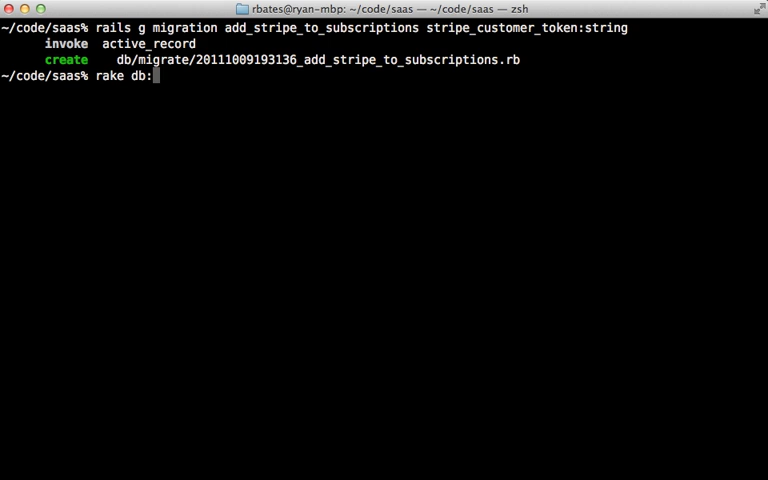 rbates@ryan-mbp: ~/code/saas — ~/code/saas — zsh
~/code/saas% rails g migration add_stripe_to_subscriptions stripe_customer_token:string
invoke  active_record
create    db/migrate/20111009193136_add_stripe_to_subscriptions.rb
~/code/saas% rake db: